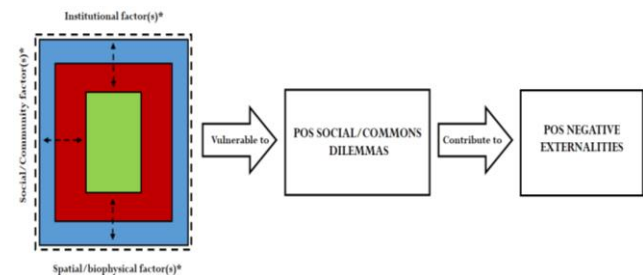 Institutional factor(s)*
Social/Community factor(s)*
Vulnerable to
POS SOCIAL/COMMONS
DILEMMAS
Contribute to
POS NEGATIVE
EXTERNALITIES
Spatial/biophysical factor(s)*